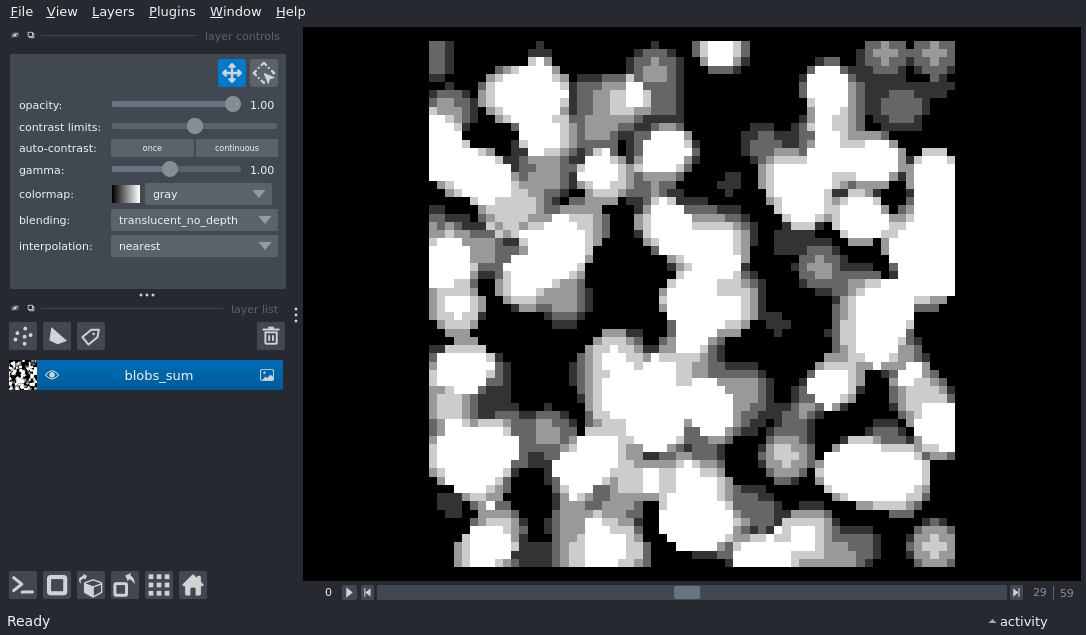 File View Layers Plugins Window Help
layer controls
opacity: 1.00
contrast limits:
auto-contrast: once continuous
gamma: 1.00
colormap: gray
blending: translucent_no_depth
interpolation: nearest
layer list
blobs_sum
0 29 59
Ready activity